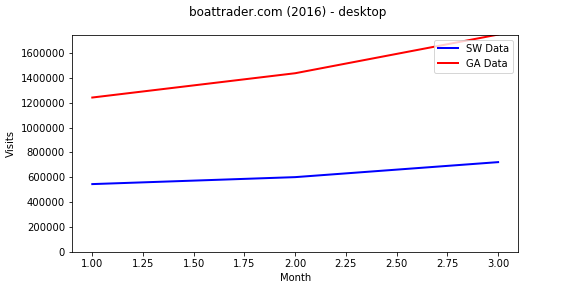 boattrader.com (2016) - desktop
SW Data
GA Data
1600000
1400000
1200000
1000000
800000
600000
400000
200000
0
Visits
1.00 1.25 1.50 1.75 2.00 2.25 2.50 2.75 3.00
Month